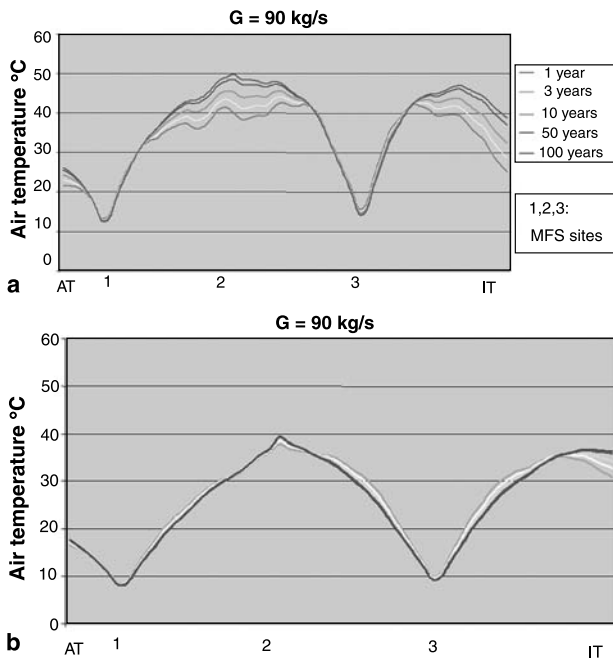 G = 90 kg/s
Air temperature °C
60
50
40
30
20
10
0
1 year
3 years
10 years
50 years
100 years
1,2,3:
MFS sites
a
AT
1
2
3
IT
G = 90 kg/s
Air temperature °C
60
50
40
30
20
10
0
b
AT
1
2
3
IT